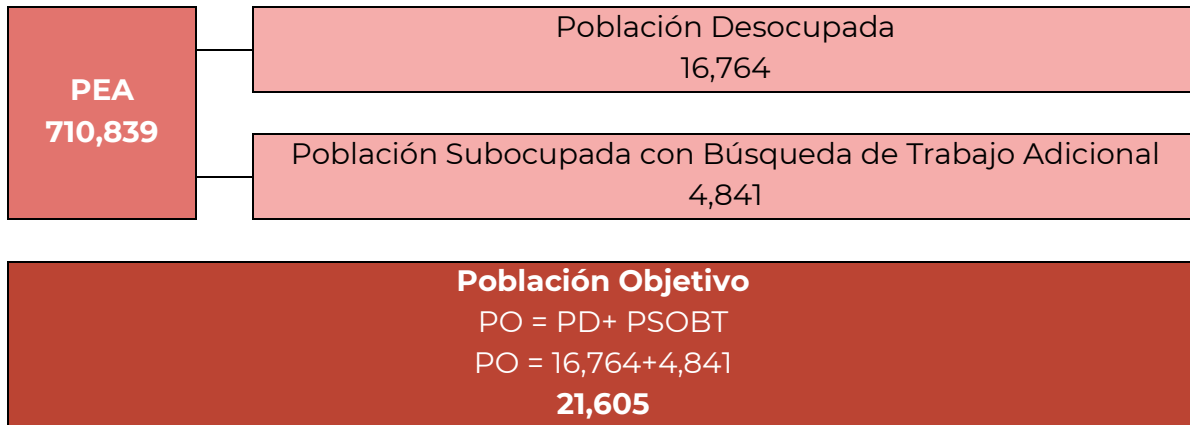 PEA
710,839
Población Desocupada
16,764
Población Subocupada con Búsqueda de Trabajo Adicional
4,841
Población Objetivo
PO = PD+ PSOBT
PO = 16,764+4,841
21,605